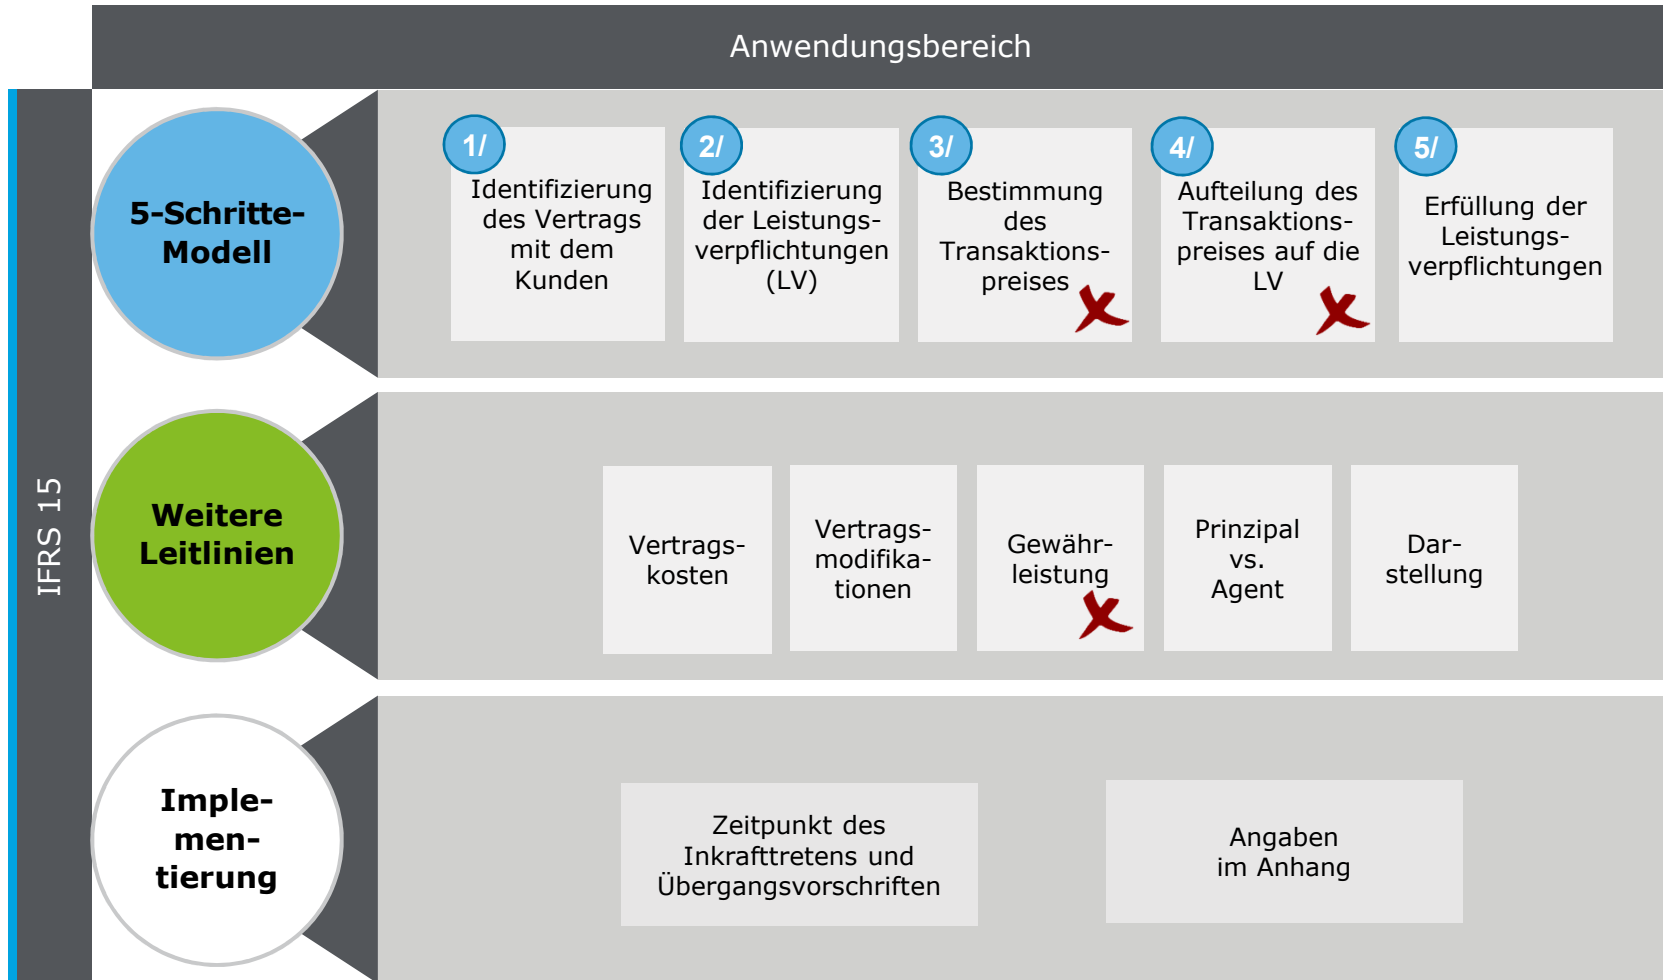 Anwendungsbereich
IFRS 15
5-Schritte-
Modell
1/
Identifizierung
des Vertrags
mit dem
Kunden
2/
Identifizierung
der Leistungs-
verpflichtungen
(LV)
3/
Bestimmung
des
Transaktions-
preises
4/
Aufteilung des
Transaktions-
preises auf die
LV
5/
Erfüllung der
Leistungs-
verpflichtungen
Weitere
Leitlinien
Vertrags-
kosten
Vertrags-
modifika-
tionen
Gewähr-
leistung
Prinzipal
vs.
Agent
Dar-
stellung
Imple-
men-
tierung
Zeitpunkt des
Inkrafttretens und
Übergangsvorschriften
Angaben
im Anhang